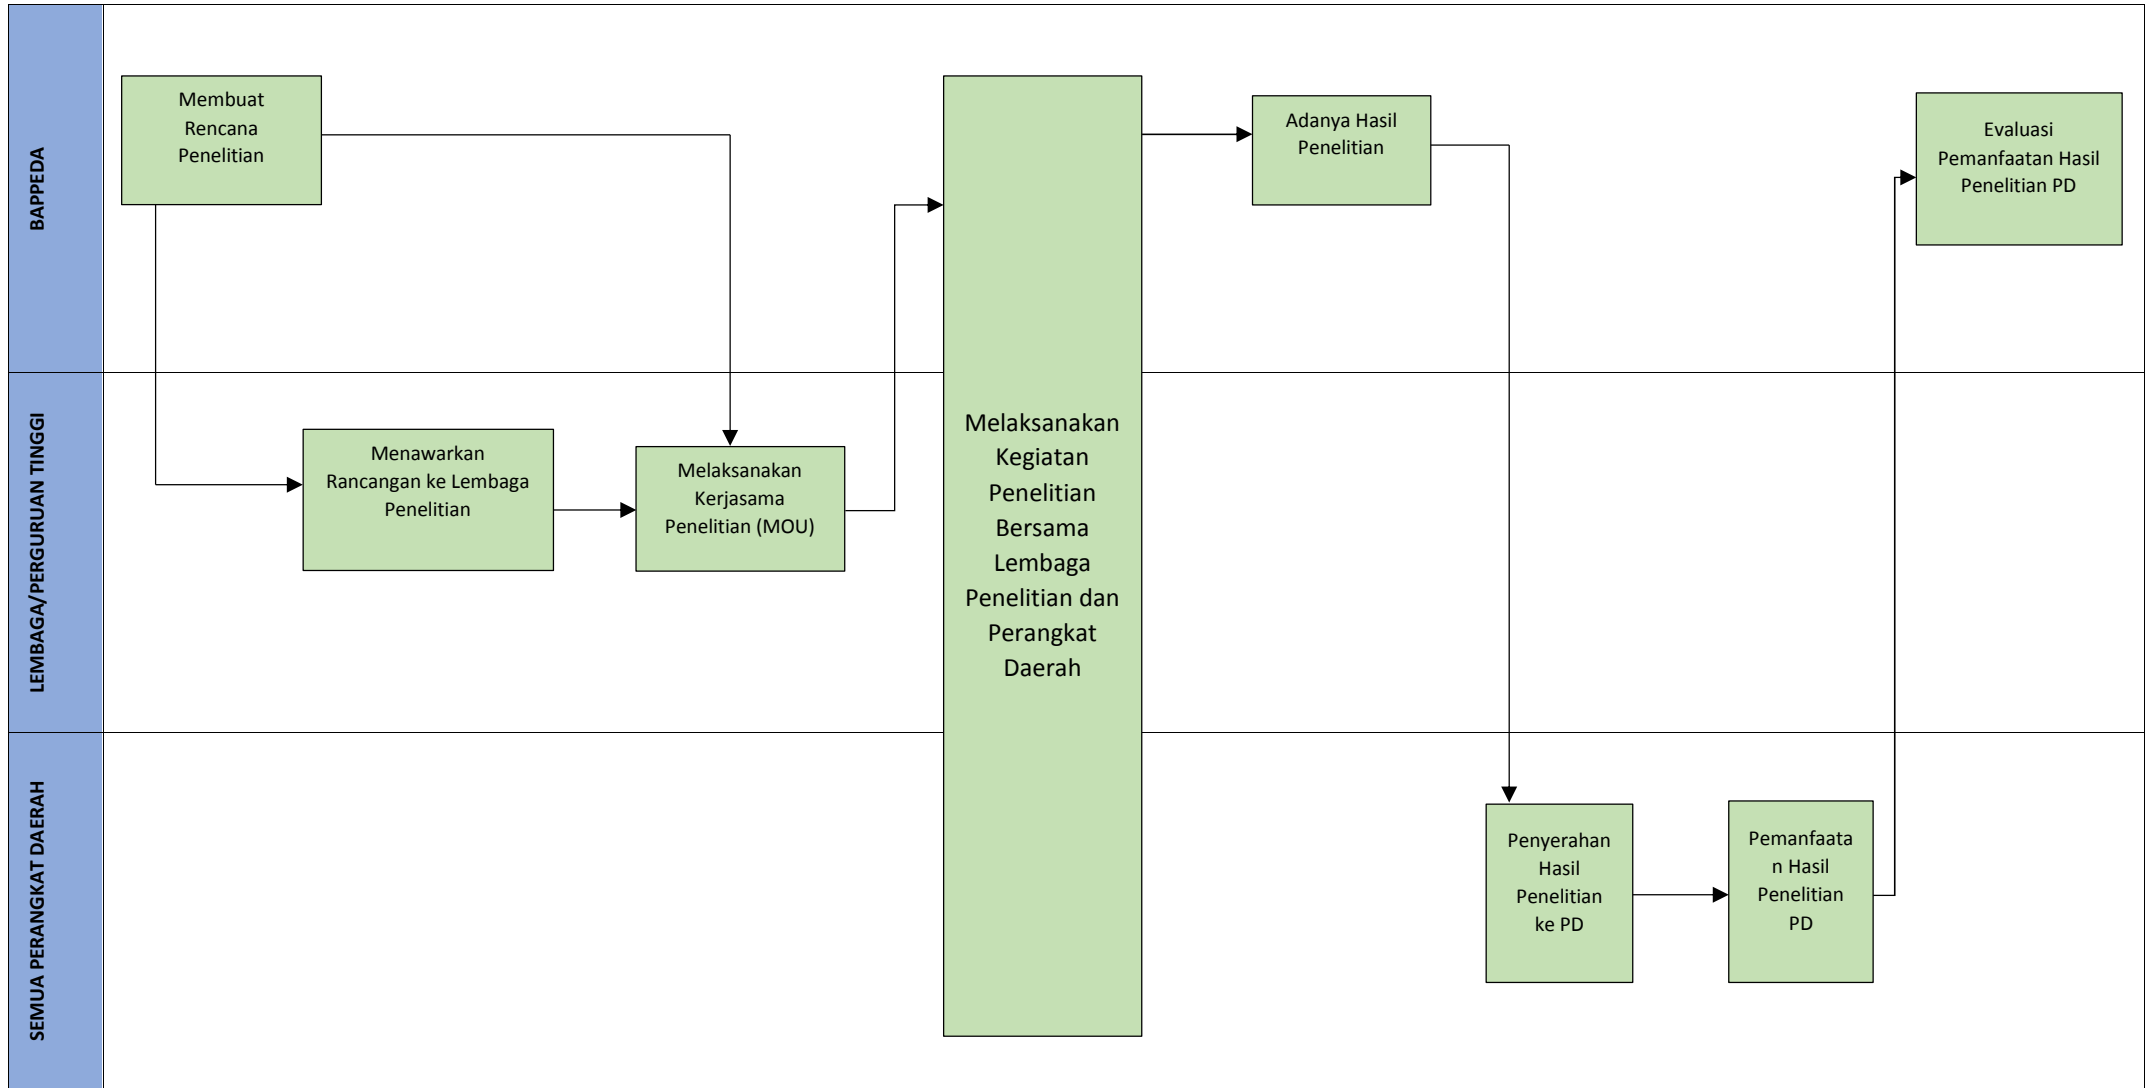 BAPPEDA
Membuat
Rencana
Penelitian
Adanya Hasil
Penelitian
Evaluasi
Pemanfaatan Hasil
Penelitian PD
LEMBAGA/PERGURUAN TINGGI
Menawarkan
Rancangan ke Lembaga
Penelitian
Melaksanakan
Kerjasama
Penelitian (MOU)
Melaksanakan
Kegiatan
Penelitian
Bersama
Lembaga
Penelitian dan
Perangkat
Daerah
SEMUA PERANGKAT DAERAH
Penyerahan
Hasil
Penelitian
ke PD
Pemanfaata
n Hasil
Penelitian
PD